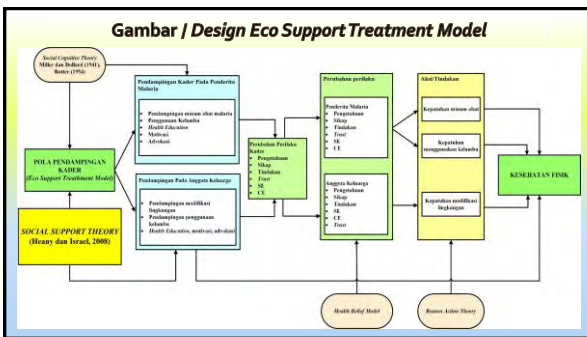 Gambar / Design Eco Support Treatment Model
Social Cognitive Theory
Miller dan Dollard (1941),
Rotter (1954)
POLA PENDAMPINGAN
KADER
(Eco Support Treatment Model)
SOCIAL SUPPORT THEORY
(Heany dan Israel, 2008)
Pendampingan Kader Pada Penderita
Malaria
Pendampingan minum obat malaria
Penggunaan Kelambu
Health Education
Motivasi
Advokasi
Pendampingan Pada Anggota Keluarga
Pendampingan modifikasi
lingkungan
Pendampingan penggunaan
kelambu
Health Education, motivasi, advokasi
Perubahan Perilaku
Kader
Pengetahuan
Sikap
Tindakan
Trust
SE
CE
Perubahan perilaku
Penderita Malaria
Pengetahuan
Sikap
Tindakan
Trust
SE
CE
Anggota Keluarga
Pengetahuan
Sikap
Tindakan
SE
CE
Trust
Aksi/Tindakan
Kepatuhan minum obat
Kepatuhan
menggunakan kelambu
Kepatuhan modifikasi
lingkungan
KESEHATAN FISIK
Health Belief Model
Reason Action Theory